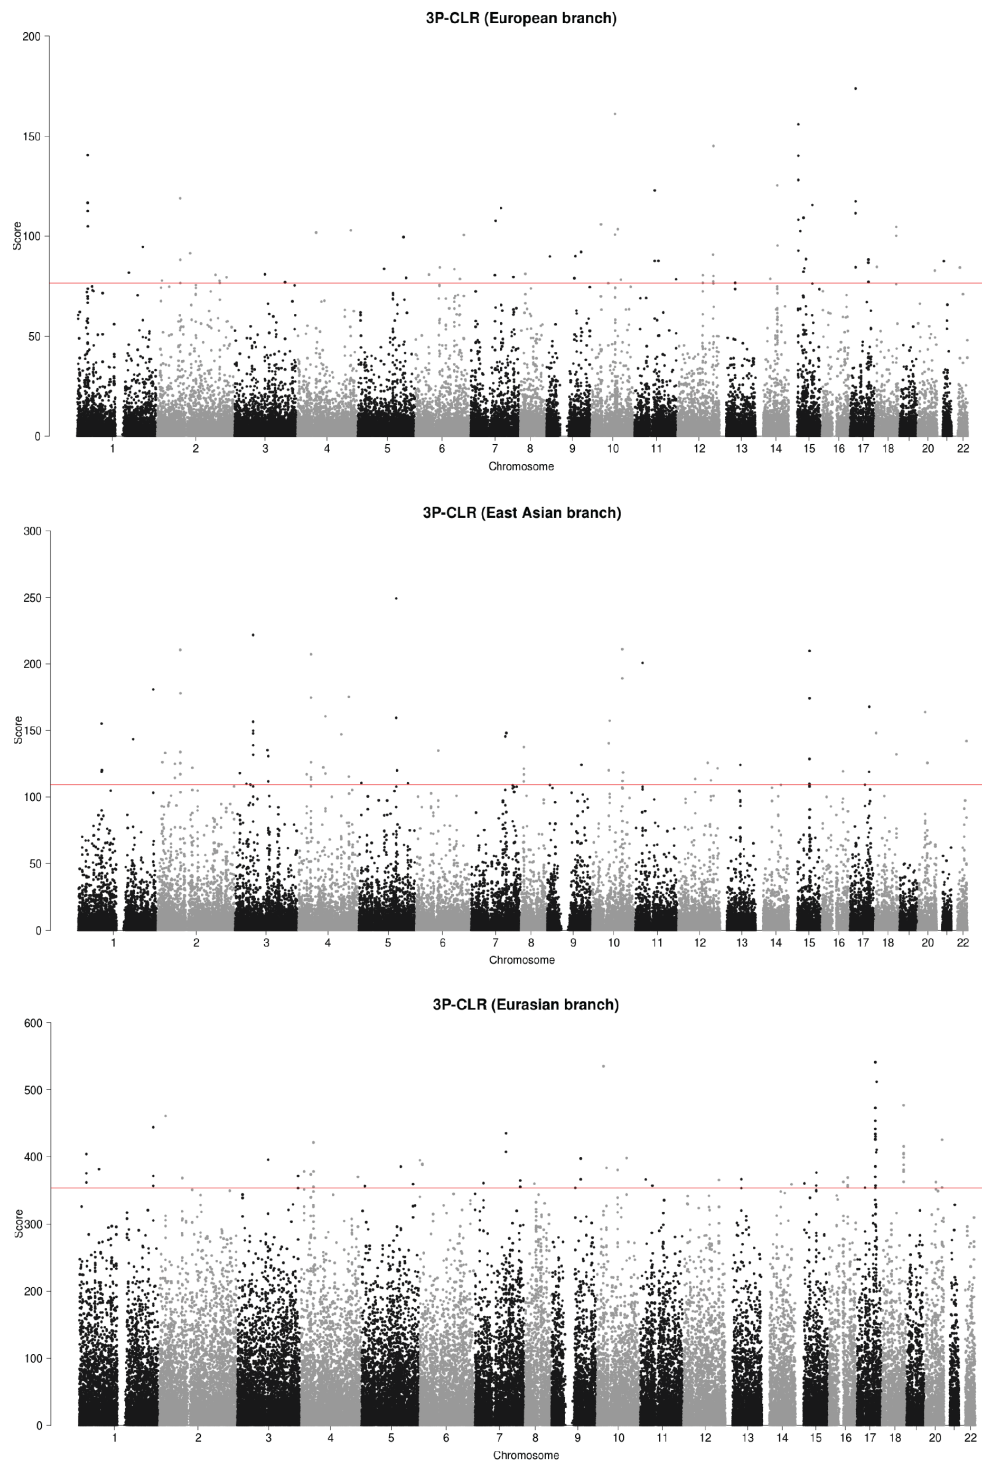 3P-CLR (European branch)
200
150
100
50
0
Score
1 2 3 4 5 6 7 8 9 10 11 12 13 14 15 16 17 18 20 22
Chromosome
3P-CLR (East Asian branch)
300
250
200
150
100
50
0
Score
1 2 3 4 5 6 7 8 9 10 11 12 13 14 15 16 17 18 20 22
Chromosome
3P-CLR (Eurasian branch)
600
500
400
300
200
100
0
Score
1 2 3 4 5 6 7 8 9 10 11 12 13 14 15 16 17 18 20 22
Chromosome